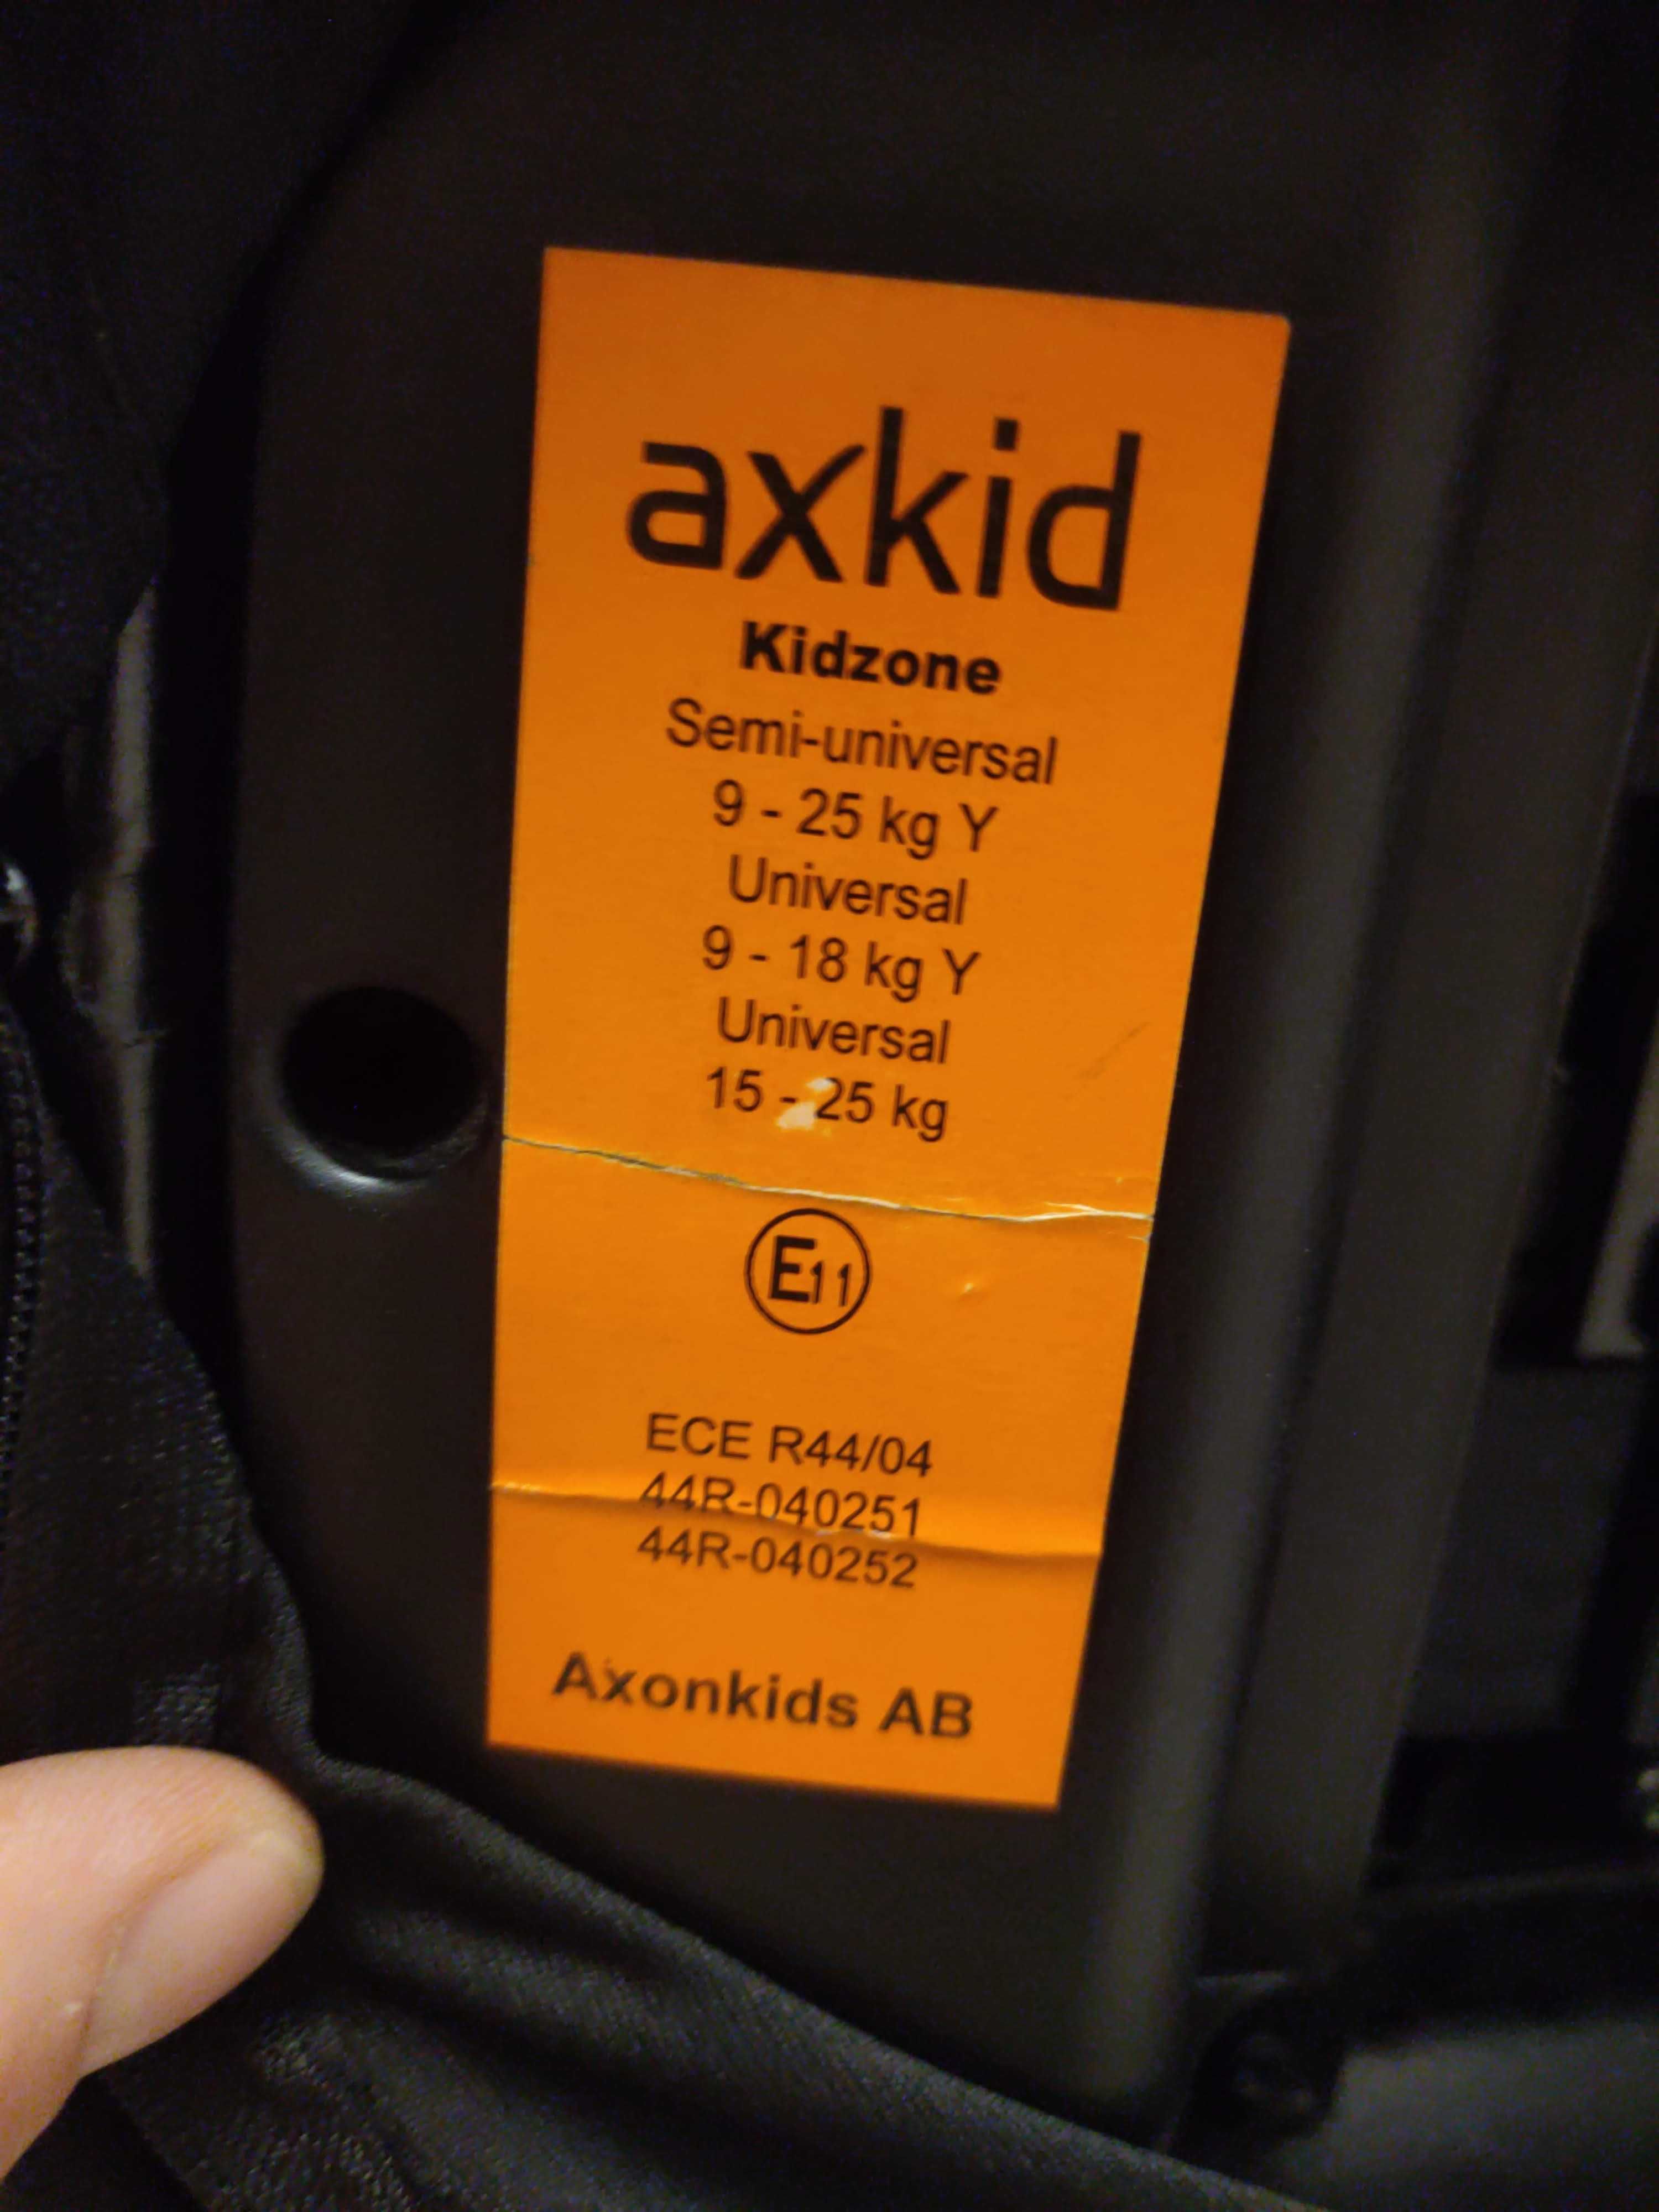 axkid
Kidzone
Semi-universal
9 - 25 kg Y
Universal
9 - 18 kg Y
Universal
15 - 25 kg
E11
ECE R44/04
44R-040251
44R-040252
Axonkids AB